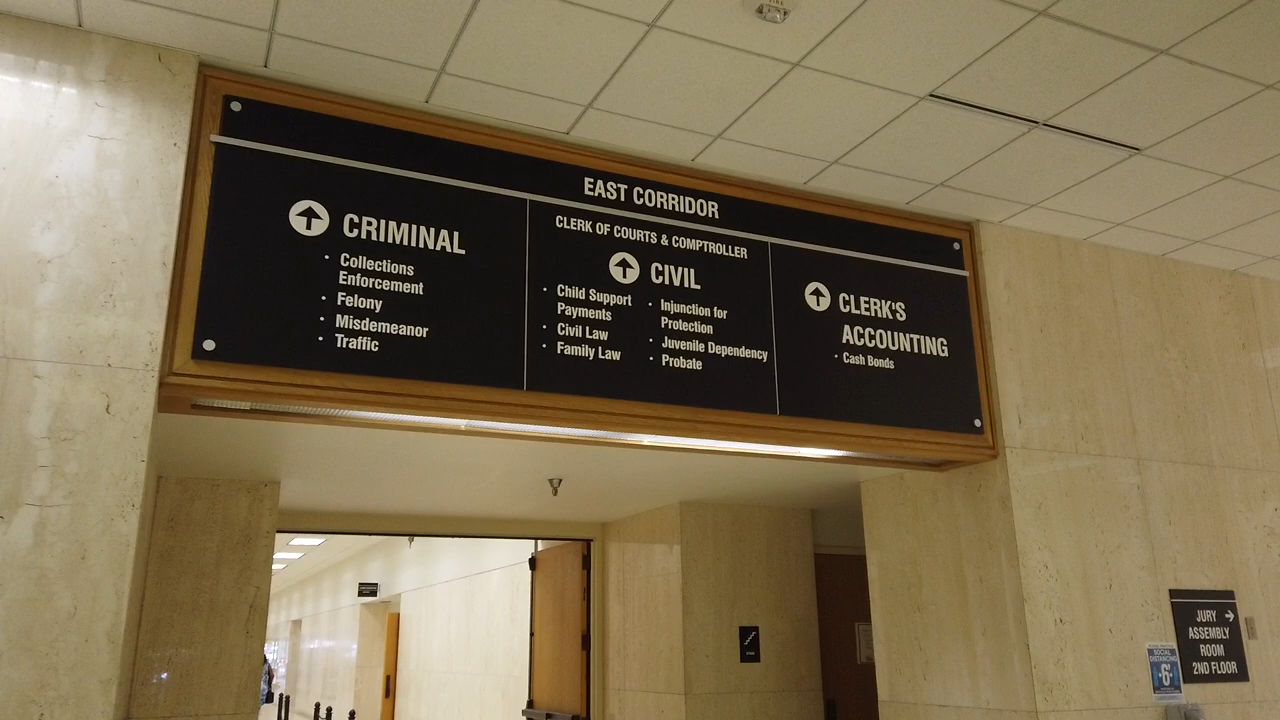 EAST CORRIDOR
CRIMINAL
• Collections
Enforcement
• Felony
• Misdemeanor
• Traffic
CLERK OF COURTS & COMPTROLLER
CIVIL
• Child Support
Payments
• Civil Law
• Family Law
• Injunction for
Protection
• Juvenile Dependency
• Probate
CLERK'S
ACCOUNTING
• Cash Bonds
JURY
ASSEMBLY
ROOM
2ND FLOOR
SOCIAL
DISTANCING
6'
FIRE